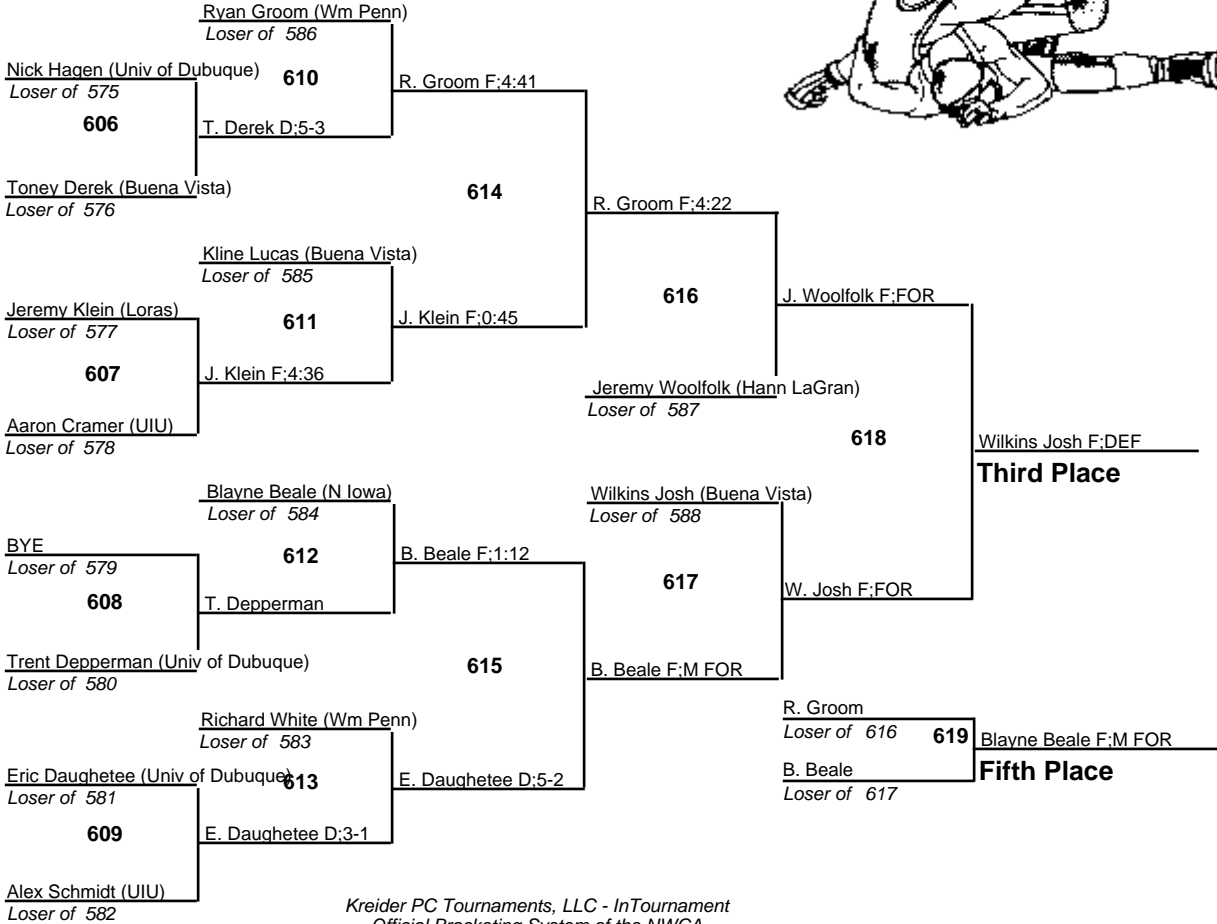 Ryan Groom (Wm Penn)
Loser of 586
Nick Hagen (Univ of Dubuque)
610
R. Groom F;4:41
Loser of 575
606
T. Derek D;5-3
Toney Derek (Buena Vista)
614
Loser of 576
R. Groom F;4:22
Kline Lucas (Buena Vista)
Loser of 585
Jeremy Klein (Loras)
616
J. Woolfolk F;FOR
Loser of 577
611
J. Klein F;0:45
607
J. Klein F;4:36
Jeremy Woolfolk (Hann LaGran)
Loser of 587
Aaron Cramer (UIU)
Loser of 578
618
Wilkins Josh F;DEF
Third Place
Blayne Beale (N Iowa)
Loser of 584
Wilkins Josh (Buena Vista)
Loser of 588
BYE
Loser of 579
612
B. Beale F;1:12
617
608
T. Depperman
W. Josh F;FOR
Trent Depperman (Univ of Dubuque)
Loser of 580
615
B. Beale F;M FOR
Richard White (Wm Penn)
Loser of 583
R. Groom
Loser of 616
619
Blayne Beale F;M FOR
Eric Daughetee (Univ of Dubuque)
613
E. Daughetee D;5-2
B. Beale
Fifth Place
Loser of 581
Loser of 617
609
E. Daughetee D;3-1
Alex Schmidt (UIU)
Loser of 582
Kreider PC Tournaments, LLC - InTournament
Official Bracketing System of the NWCA